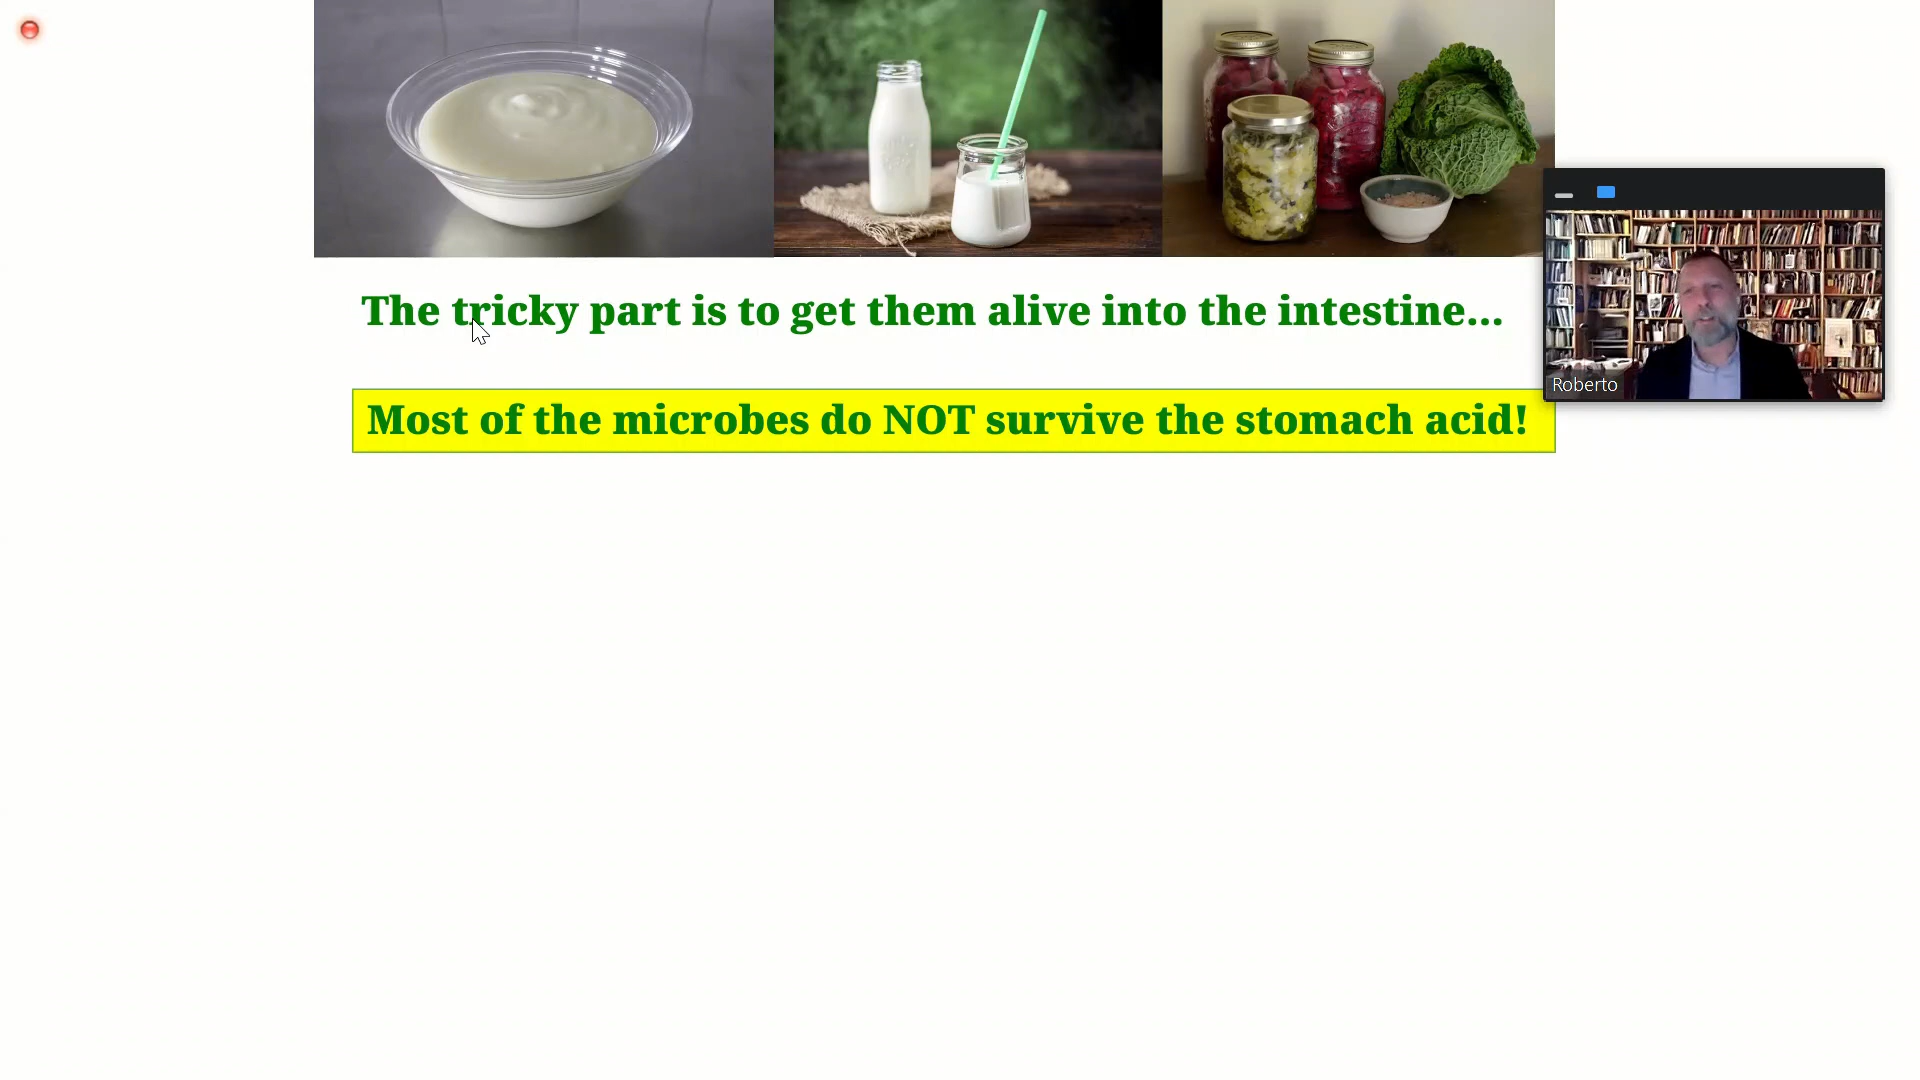 The tricky part is to get them alive into the intestine...
Roberto
Most of the microbes do NOT survive the stomach acid!